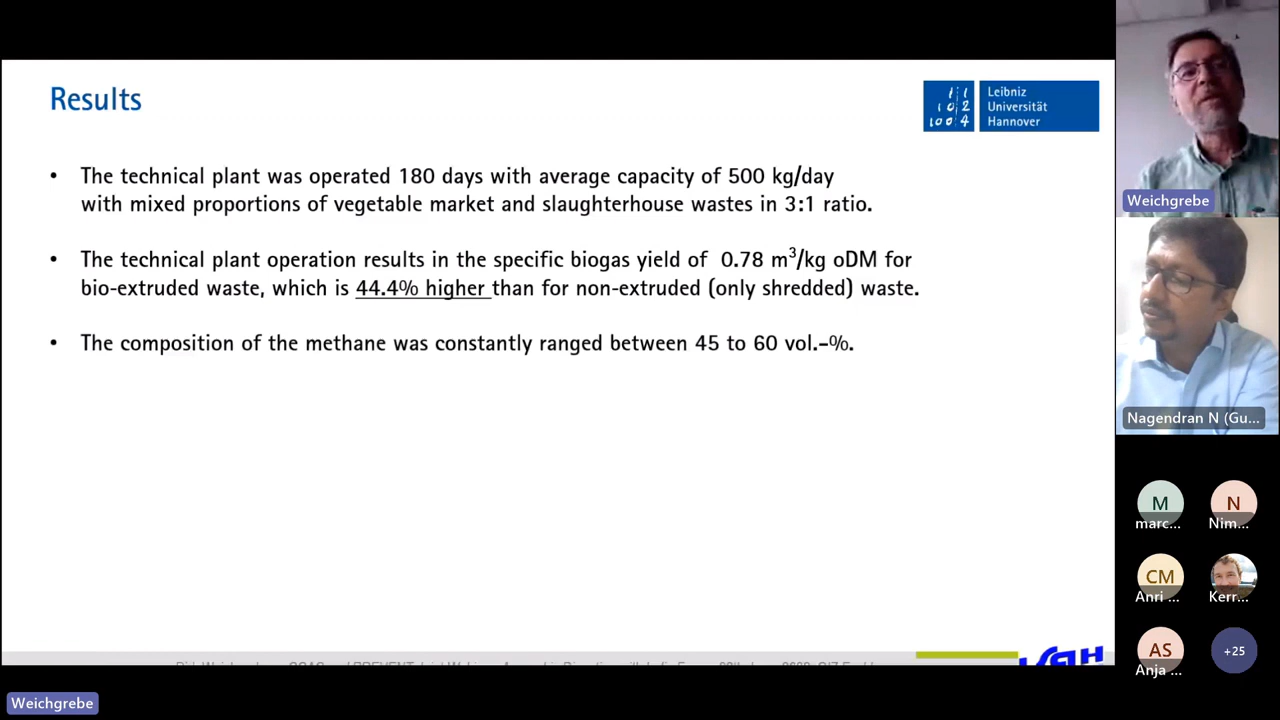 Results
Leibniz
Universität
Hannover
• The technical plant was operated 180 days with average capacity of 500 kg/day
with mixed proportions of vegetable market and slaughterhouse wastes in 3:1 ratio.
• The technical plant operation results in the specific biogas yield of 0.78 m³/kg oDM for
bio-extruded waste, which is 44.4% higher than for non-extruded (only shredded) waste.
• The composition of the methane was constantly ranged between 45 to 60 vol.-%.
Weichgrebe
Nagendran N (Gu...
M
marc...
N
Nim...
CM
Anri ...
Kerr...
AS
Anja ...
+25
Weichgrebe